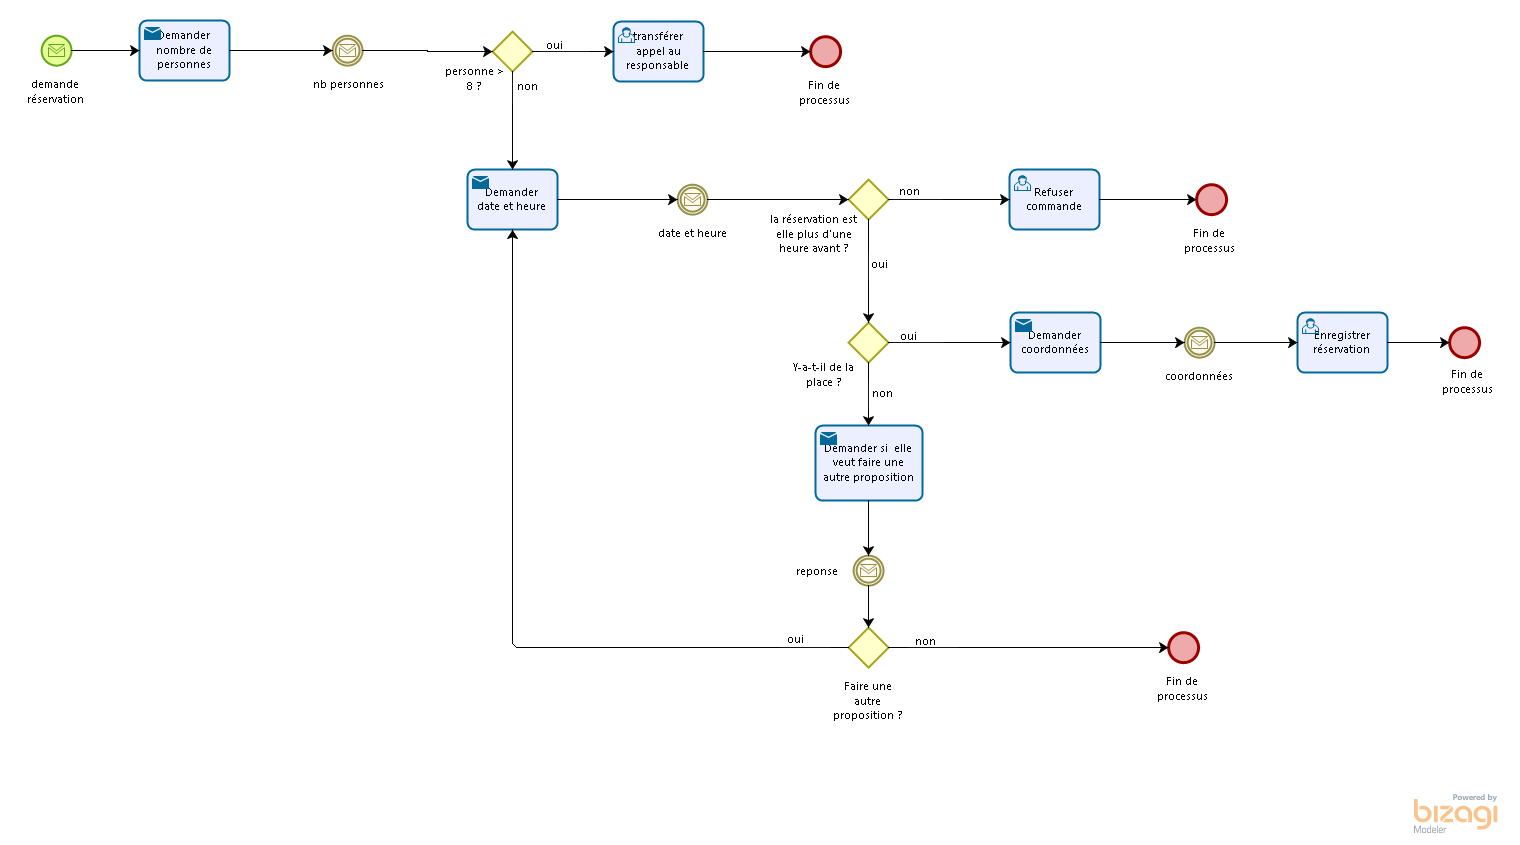 Demander
nombre de
personnes
oui
transférer
appel au
responsable
demande
réservation
nb personnes
personne >
8 ?
non
Fin de
processus
Demander
date et heure
non
Refuser
commande
date et heure
la réservation est
elle plus d'une
heure avant ?
Fin de
processus
oui
oui
Demander
coordonnées
Enregistrer
réservation
Y-a-t-il de la
place ?
coordonnées
Fin de
processus
non
Demander si elle
veut faire une
autre proposition
reponse
oui
non
Faire une
autre
proposition ?
Fin de
processus
Powered by
bizagi
Modeler